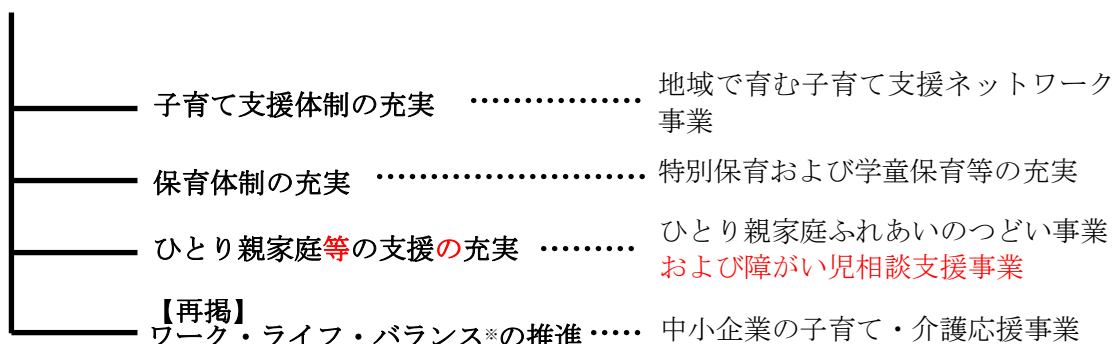 子育て支援体制の充実 ･･････････････ 地域で育む子育て支援ネットワーク
事業
保育体制の充実 ･･････････････････････ 特別保育および学童保育等の充実
ひとり親家庭等の支援の充実 ･････････ ひとり親家庭ふれあいのつどい事業
および障がい児相談支援事業
【再掲】
ワーク・ライフ・バランス※の推進 ･････ 中小企業の子育て・介護応援事業